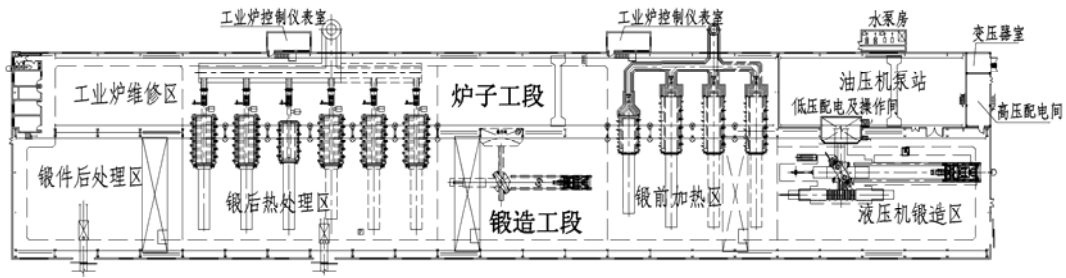 工业炉控制仪表室
工业炉控制仪表室
水泵房
变压器室
工业炉维修区
炉子工段
油压机泵站
低压配电及操作间
高压配电间
锻件后处理区
锻后热处理区
锻造工段
锻前加热区
液压机锻造区